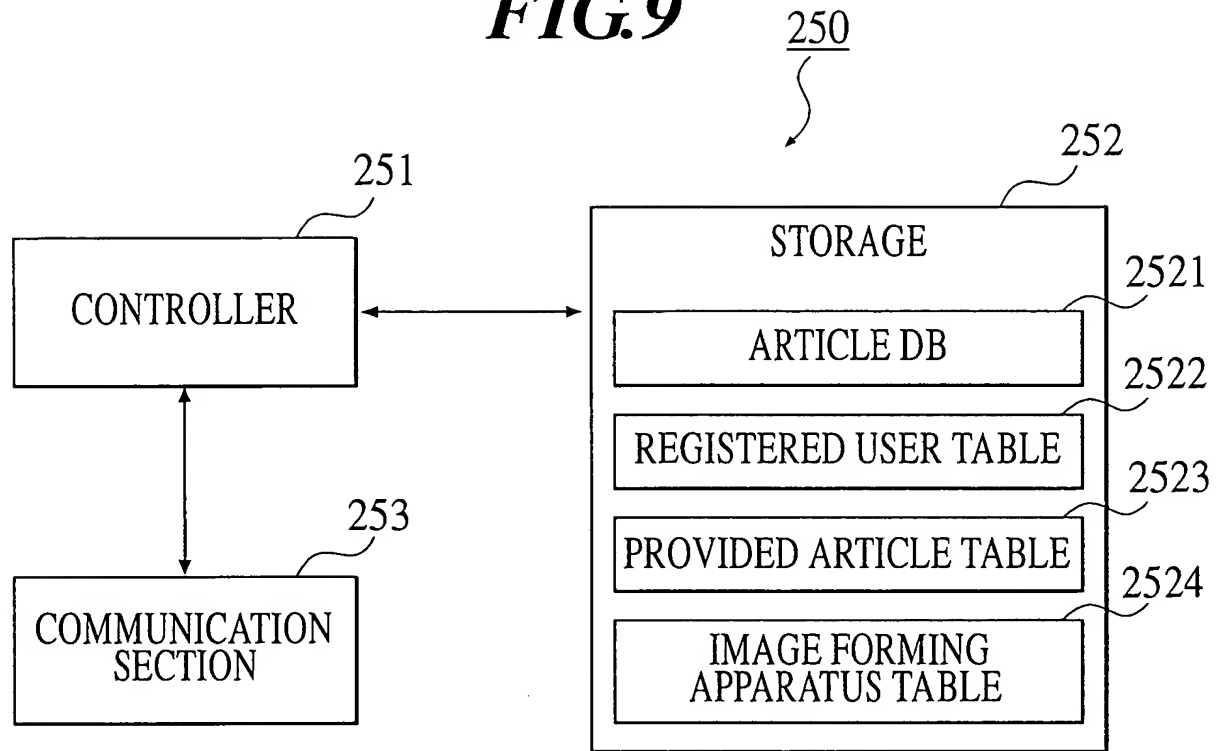 FIG.9
250
251
252
CONTROLLER
STORAGE
2521
ARTICLE DB
2522
REGISTERED USER TABLE
2523
PROVIDED ARTICLE TABLE
2524
IMAGE FORMING
APPARATUS TABLE
253
COMMUNICATION
SECTION